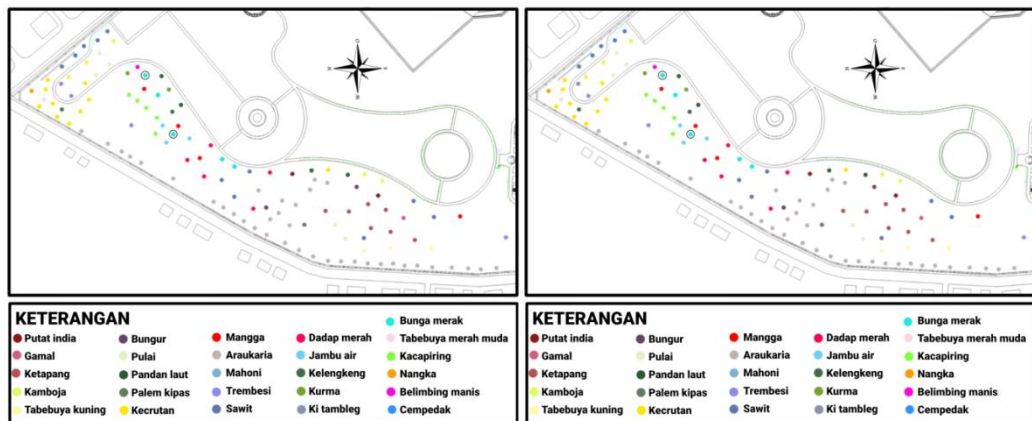 KETERANGAN
Putat india
Gamal
Ketapang
Kamboja
Tabebuya kuning
Bungur
Pulai
Pandan laut
Palem kipas
Kecrutan
Mangga
Araukaria
Mahoni
Trembesi
Sawit
Dadap merah
Jambu air
Kelengkeng
Kurma
Ki tambleg
Bunga merak
Tabebuya merah muda
Kacapiring
Nangka
Belimbing manis
Cempedak
KETERANGAN
Putat india
Gamal
Ketapang
Kamboja
Tabebuya kuning
Bungur
Pulai
Pandan laut
Palem kipas
Kecrutan
Mangga
Araukaria
Mahoni
Trembesi
Sawit
Dadap merah
Jambu air
Kelengkeng
Kurma
Ki tambleg
Bunga merak
Tabebuya merah muda
Kacapiring
Nangka
Belimbing manis
Cempedak